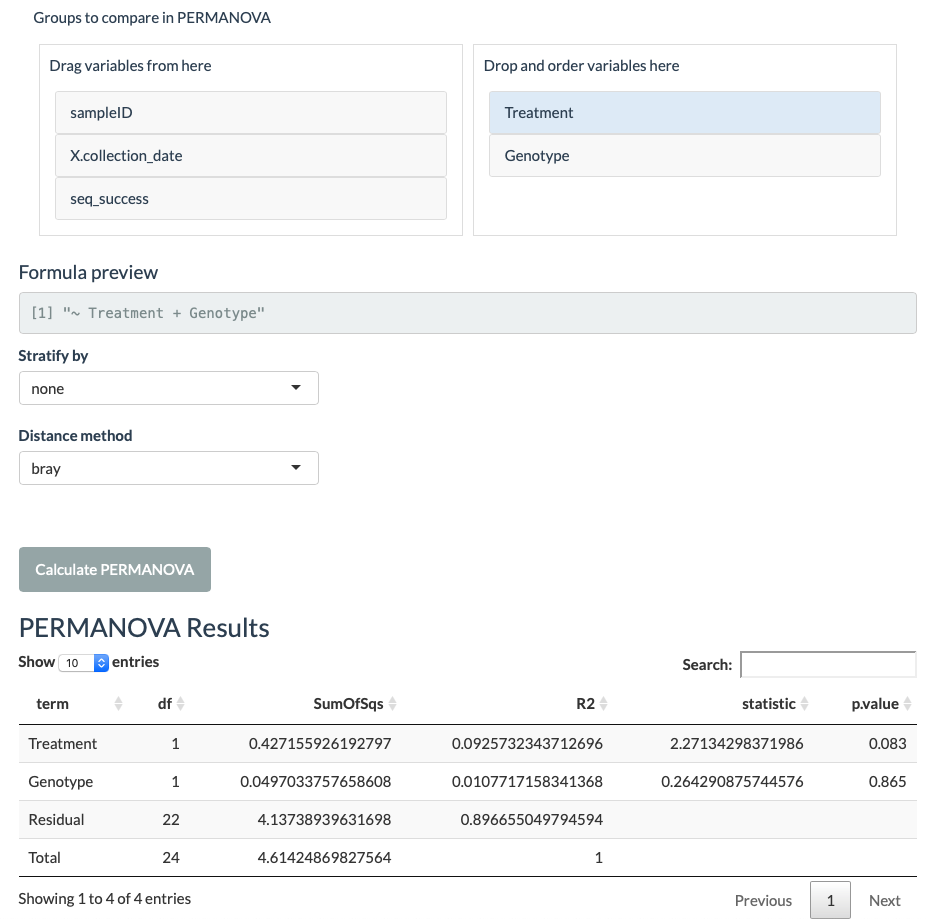 Groups to compare in PERMANOVA
Drag variables from here
Drop and order variables here
sampleID
Treatment
X.collection_date
Genotype
seq_success
Formula preview
[1] "~ Treatment + Genotype"
Stratify by
none
Distance method
bray
Calculate PERMANOVA
PERMANOVA Results
Show 10 entries
Search:
term df SumOfSqs R2 statistic p.value
Treatment 1 0.427155926192797 0.0925732343712696 2.27134298371986 0.083
Genotype 1 0.0497033757658608 0.0107717158341368 0.264290875744576 0.865
Residual 22 4.13738939631698 0.896655049794594
Total 24 4.61424869827564 1
Showing 1 to 4 of 4 entries
Previous 1 Next